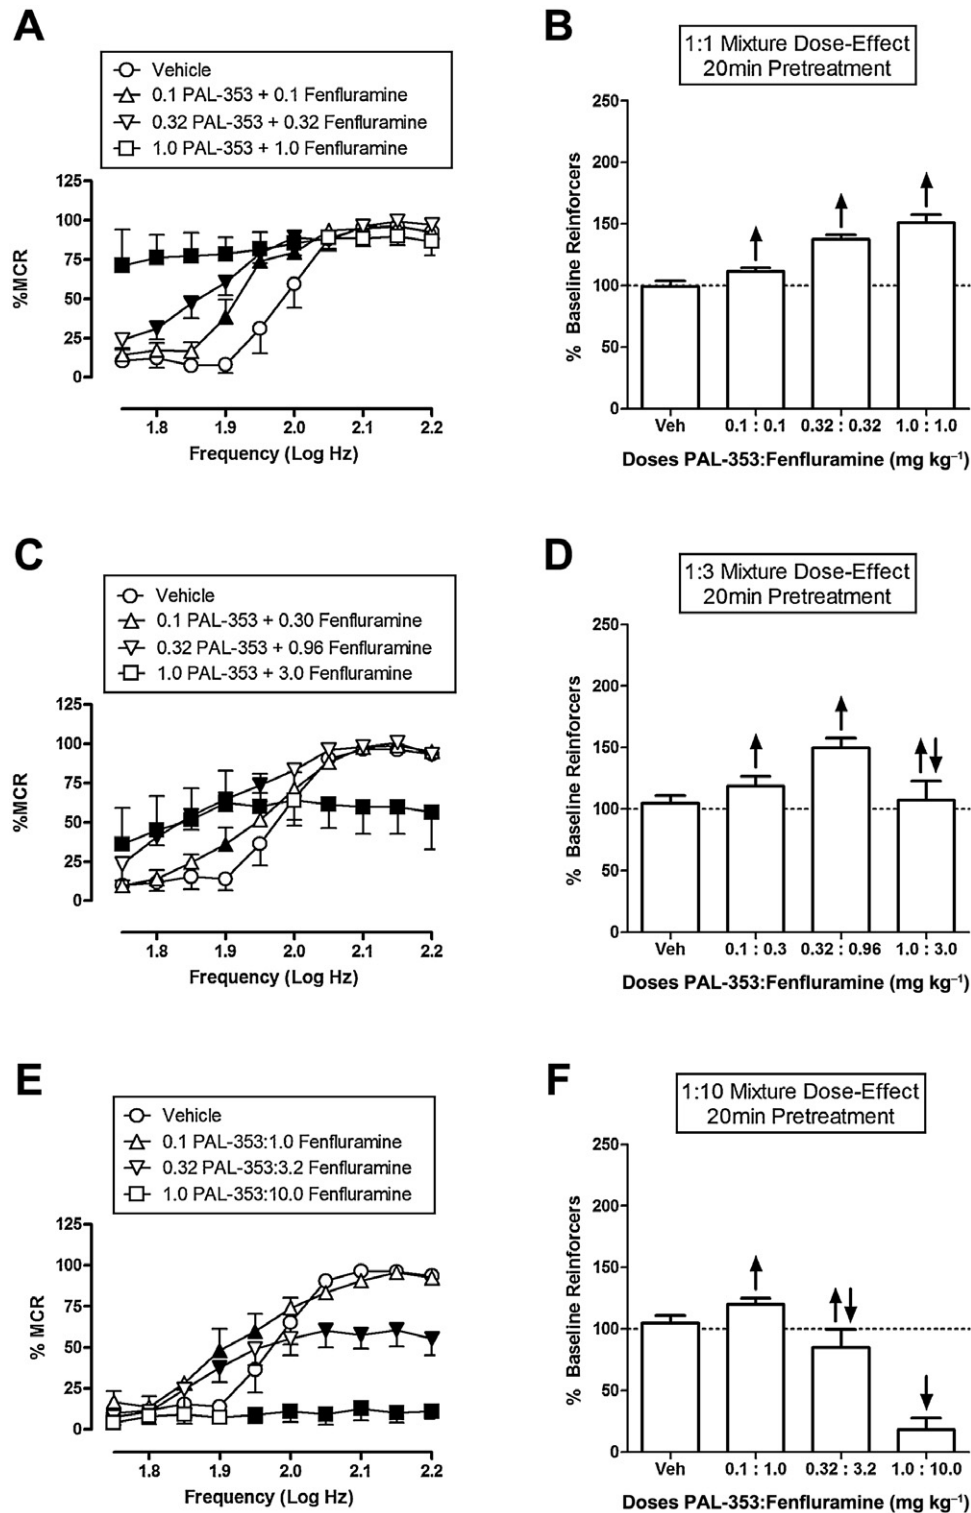 A
Vehicle
0.1 PAL-353 + 0.1 Fenfluramine
0.32 PAL-353 + 0.32 Fenfluramine
1.0 PAL-353 + 1.0 Fenfluramine
%MCR
125
100
75
50
25
0
1.8 1.9 2.0 2.1 2.2
Frequency (Log Hz)
B
1:1 Mixture Dose-Effect
20min Pretreatment
% Baseline Reinforcers
250
200
150
100
50
0
Veh 0.1 : 0.1 0.32 : 0.32 1.0 : 1.0
Doses PAL-353:Fenfluramine (mg kg⁻¹)
C
Vehicle
0.1 PAL-353 + 0.30 Fenfluramine
0.32 PAL-353 + 0.96 Fenfluramine
1.0 PAL-353 + 3.0 Fenfluramine
%MCR
125
100
75
50
25
0
1.8 1.9 2.0 2.1 2.2
Frequency (Log Hz)
D
1:3 Mixture Dose-Effect
20min Pretreatment
% Baseline Reinforcers
250
200
150
100
50
0
Veh 0.1 : 0.3 0.32 : 0.96 1.0 : 3.0
Doses PAL-353:Fenfluramine (mg kg⁻¹)
E
Vehicle
0.1 PAL-353:1.0 Fenfluramine
0.32 PAL-353:3.2 Fenfluramine
1.0 PAL-353:10.0 Fenfluramine
% MCR
125
100
75
50
25
0
1.8 1.9 2.0 2.1 2.2
Frequency (Log Hz)
F
1:10 Mixture Dose-Effect
20min Pretreatment
% Baseline Reinforcers
250
200
150
100
50
0
Veh 0.1 : 1.0 0.32 : 3.2 1.0 : 10.0
Doses PAL-353:Fenfluramine (mg kg⁻¹)